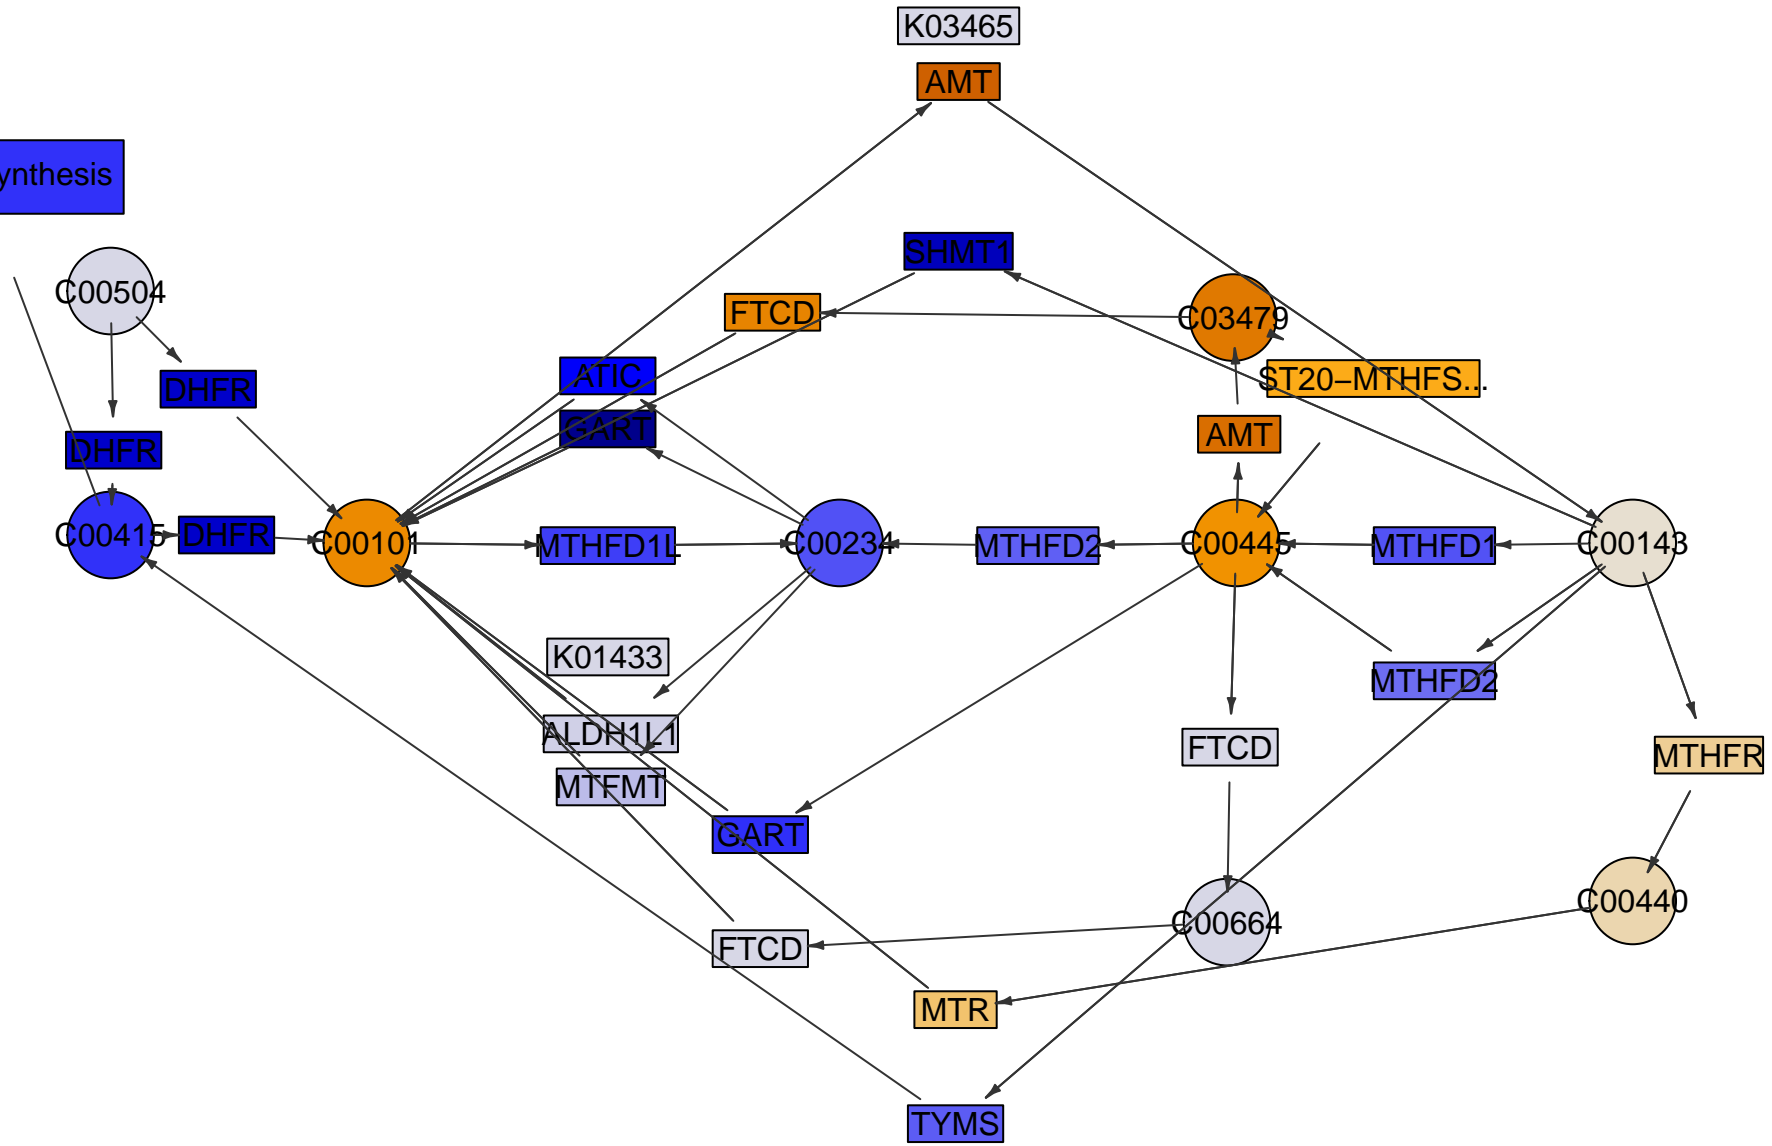 K03465
AMT
ynthesis
SHMT1
C00504
FTCD
C03479
ATIC
ST20−MTHFS...
DHFR
GART
AMT
DHFR
C00415
DHFR
C00101
MTHFD1L
C00234
MTHFD2
C00445
MTHFD1
C00143
K01433
MTHFD2
ALDH1L1
FTCD
MTHFR
MTFMT
GART
C00440
C00664
FTCD
MTR
TYMS